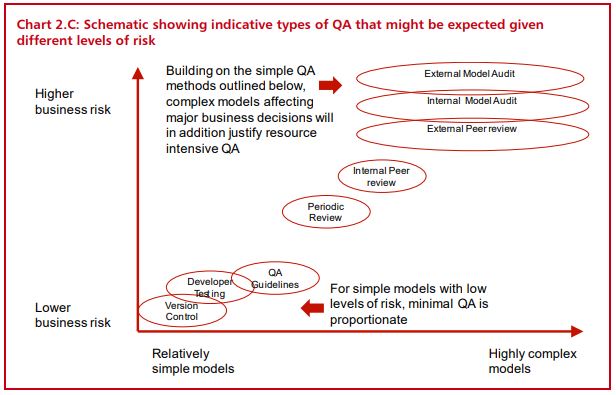 Chart 2.C: Schematic showing indicative types of QA that might be expected given
different levels of risk
Higher
business risk
Building on the simple QA
methods outlined below,
complex models affecting
major business decisions will
in addition justify resource
intensive QA
External Model Audit
Internal Model Audit
External Peer review
Internal Peer
review
Periodic
Review
QA
Guidelines
Developer
Testing
Version
Control
For simple models with low
levels of risk, minimal QA is
proportionate
Lower
business risk
Relatively
simple models
Highly complex
models